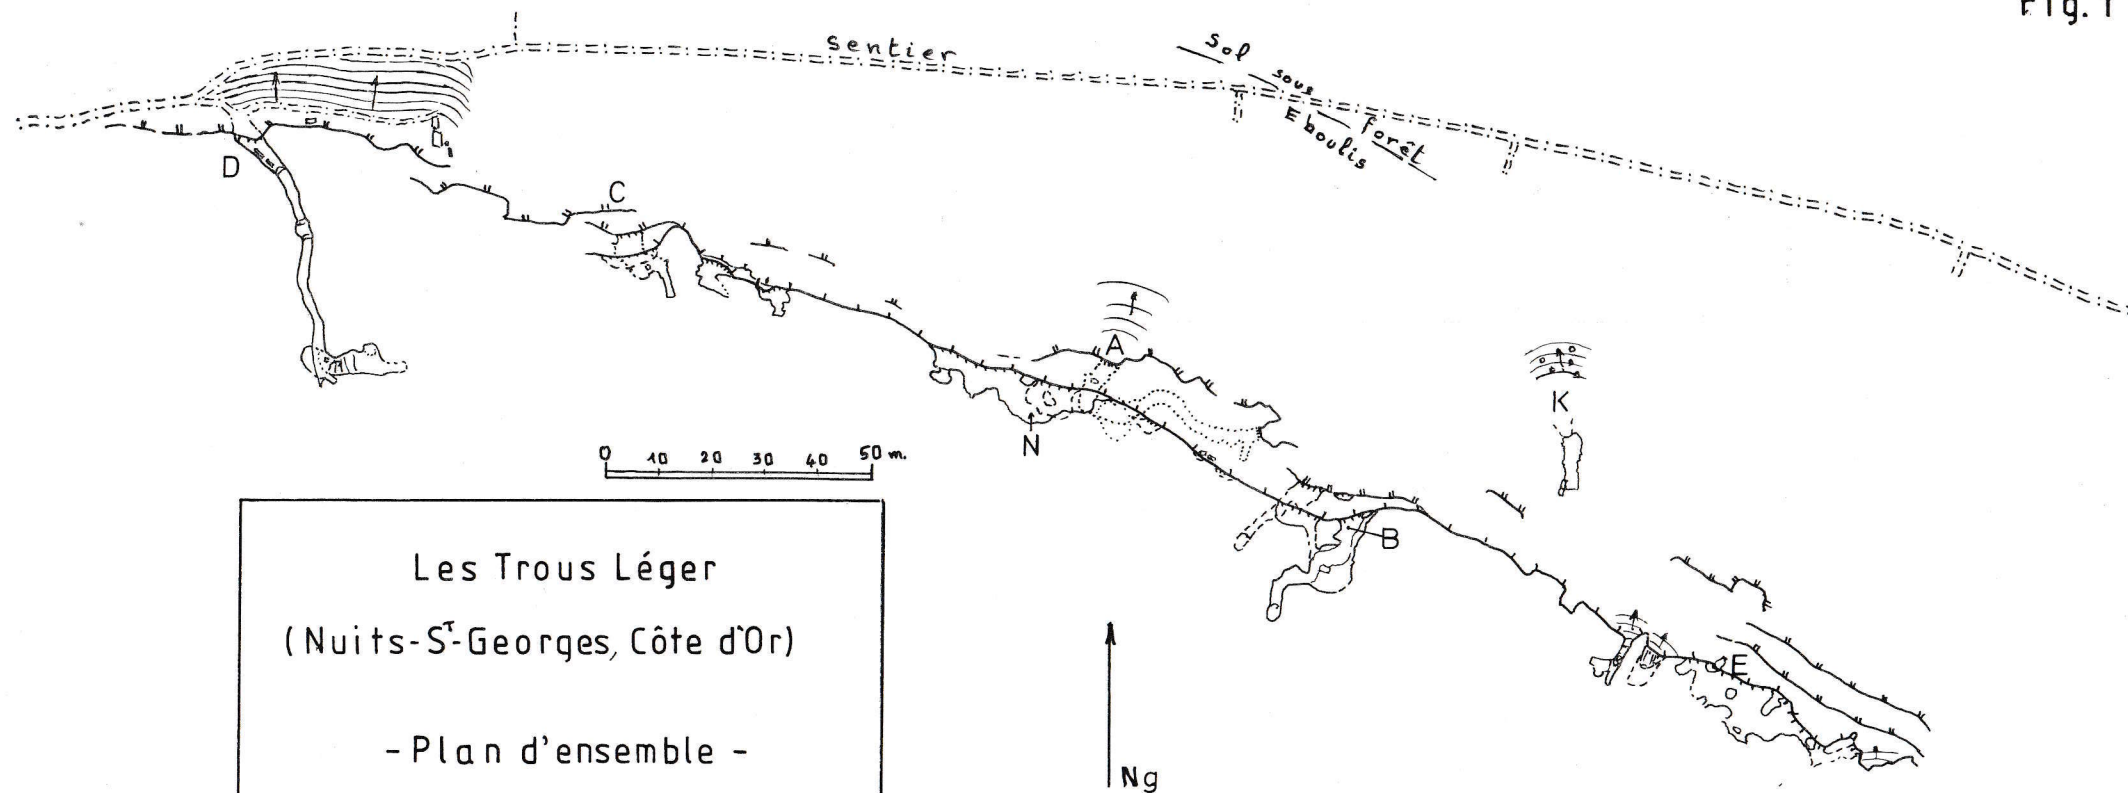 Fig. 1
Sentier
Sol sous forêt
Eboulis
D
C
A
N
K
B
E
0 10 20 30 40 50 m.
Les Trous Léger
(Nuits-Sᵀ-Georges, Côte d'Or)
- Plan d'ensemble -
Ng